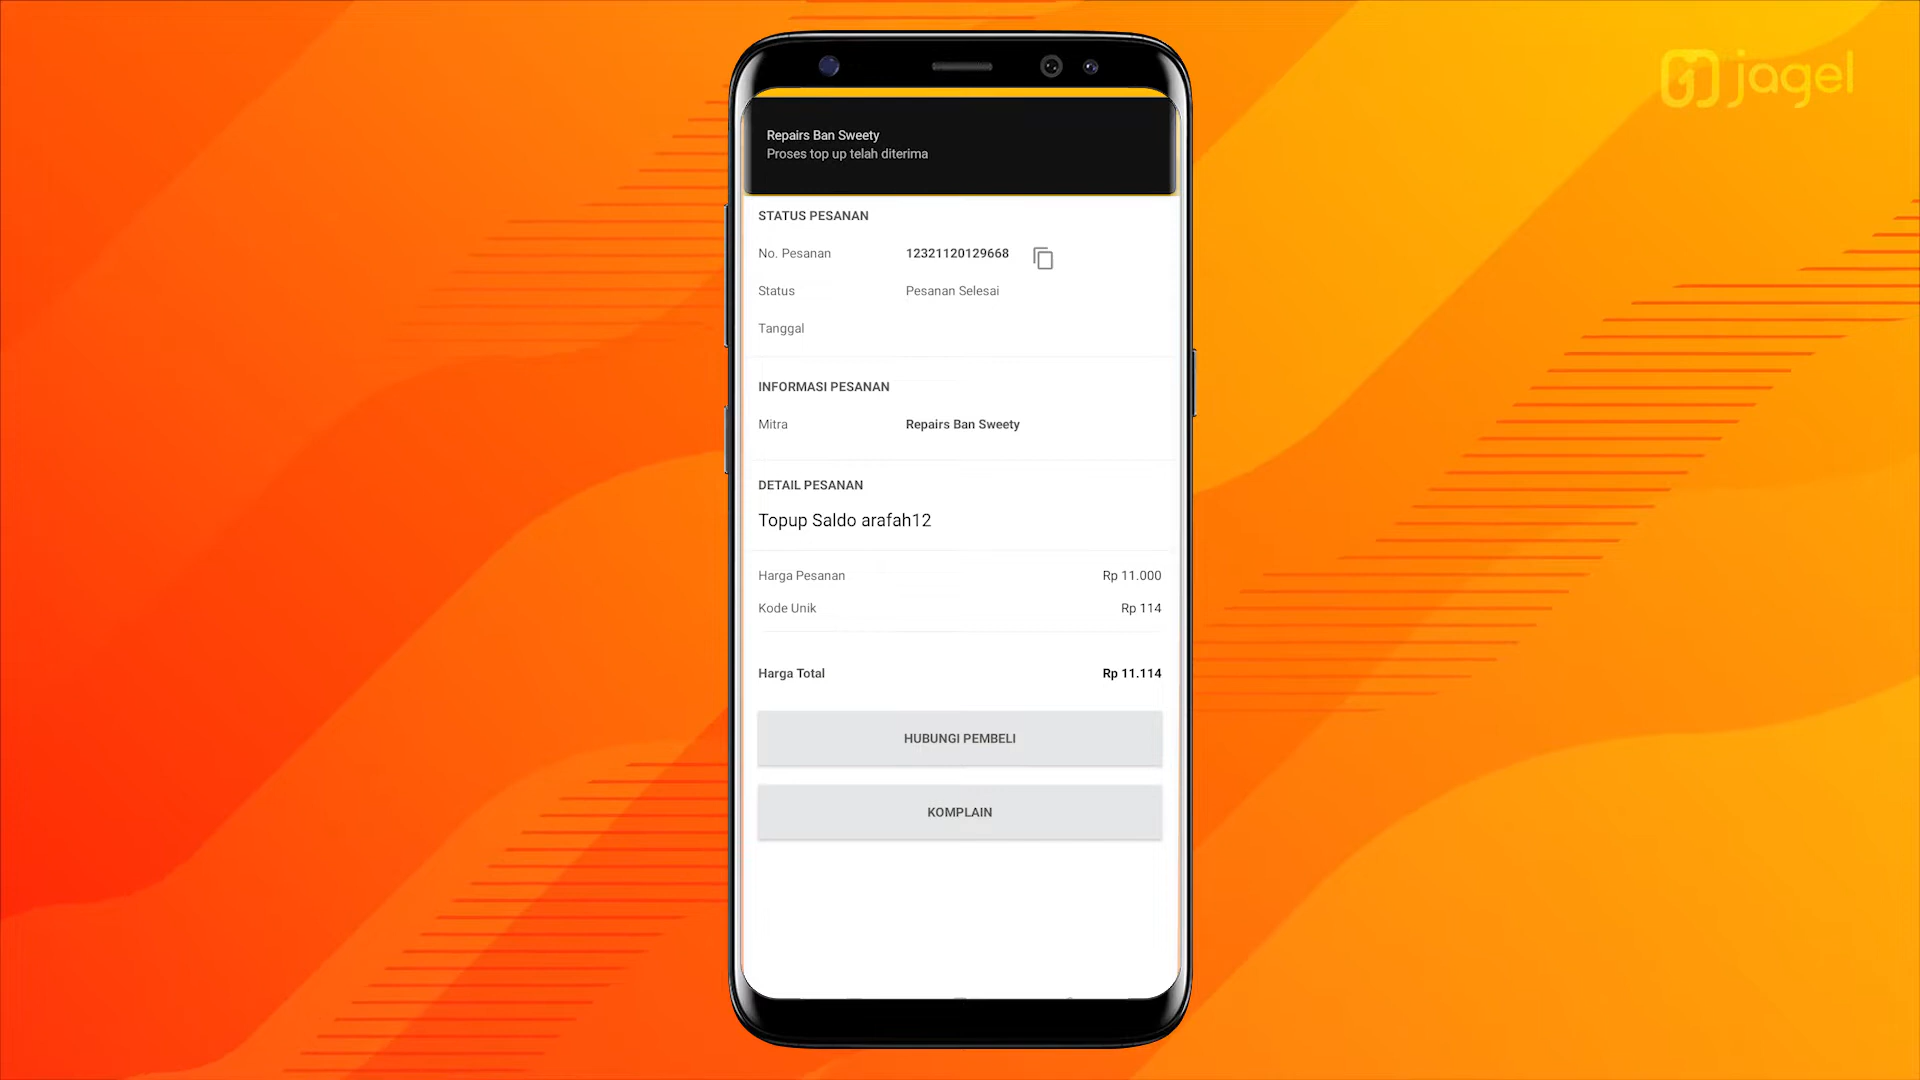 jagel
Repairs Ban Sweety
Proses top up telah diterima
STATUS PESANAN
No. Pesanan 12321120129668
Status Pesanan Selesai
Tanggal
INFORMASI PESANAN
Mitra Repairs Ban Sweety
DETAIL PESANAN
Topup Saldo arafah12
Harga Pesanan Rp 11.000
Kode Unik Rp 114
Harga Total Rp 11.114
HUBUNGI PEMBELI
KOMPLAIN